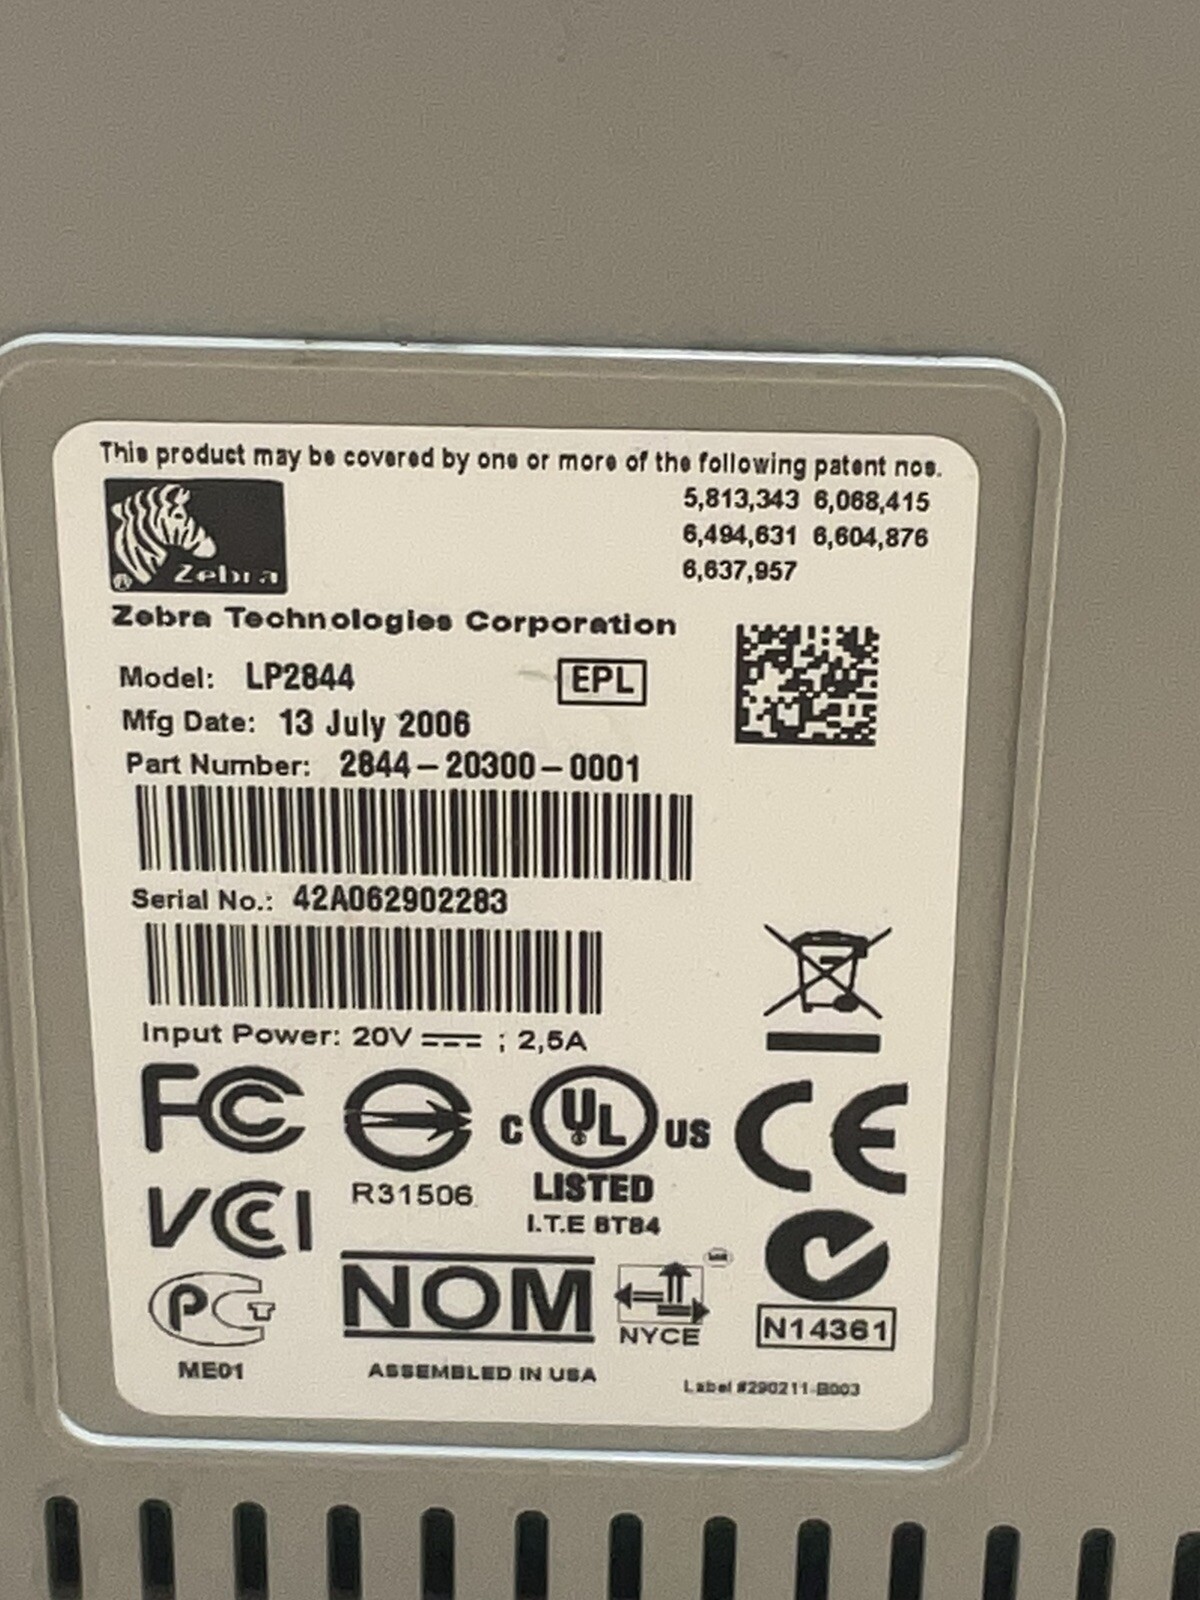 This product may be covered by one or more of the following patent nos.
5,813,343 6,068,415
6,494,631 6,604,876
6,637,957
Zebra
Zebra Technologies Corporation
Model: LP2844 EPL
Mfg Date: 13 July 2006
Part Number: 2844-20300-0001
Serial No.: 42A062902283
Input Power: 20V ; 2,5A
FC
C UL US
LISTED
I.T.E 8T84
CE
R31506
VCCI
PCT
ME01
NOM
NYCE
N14361
ASSEMBLED IN USA
Label #290211-B003